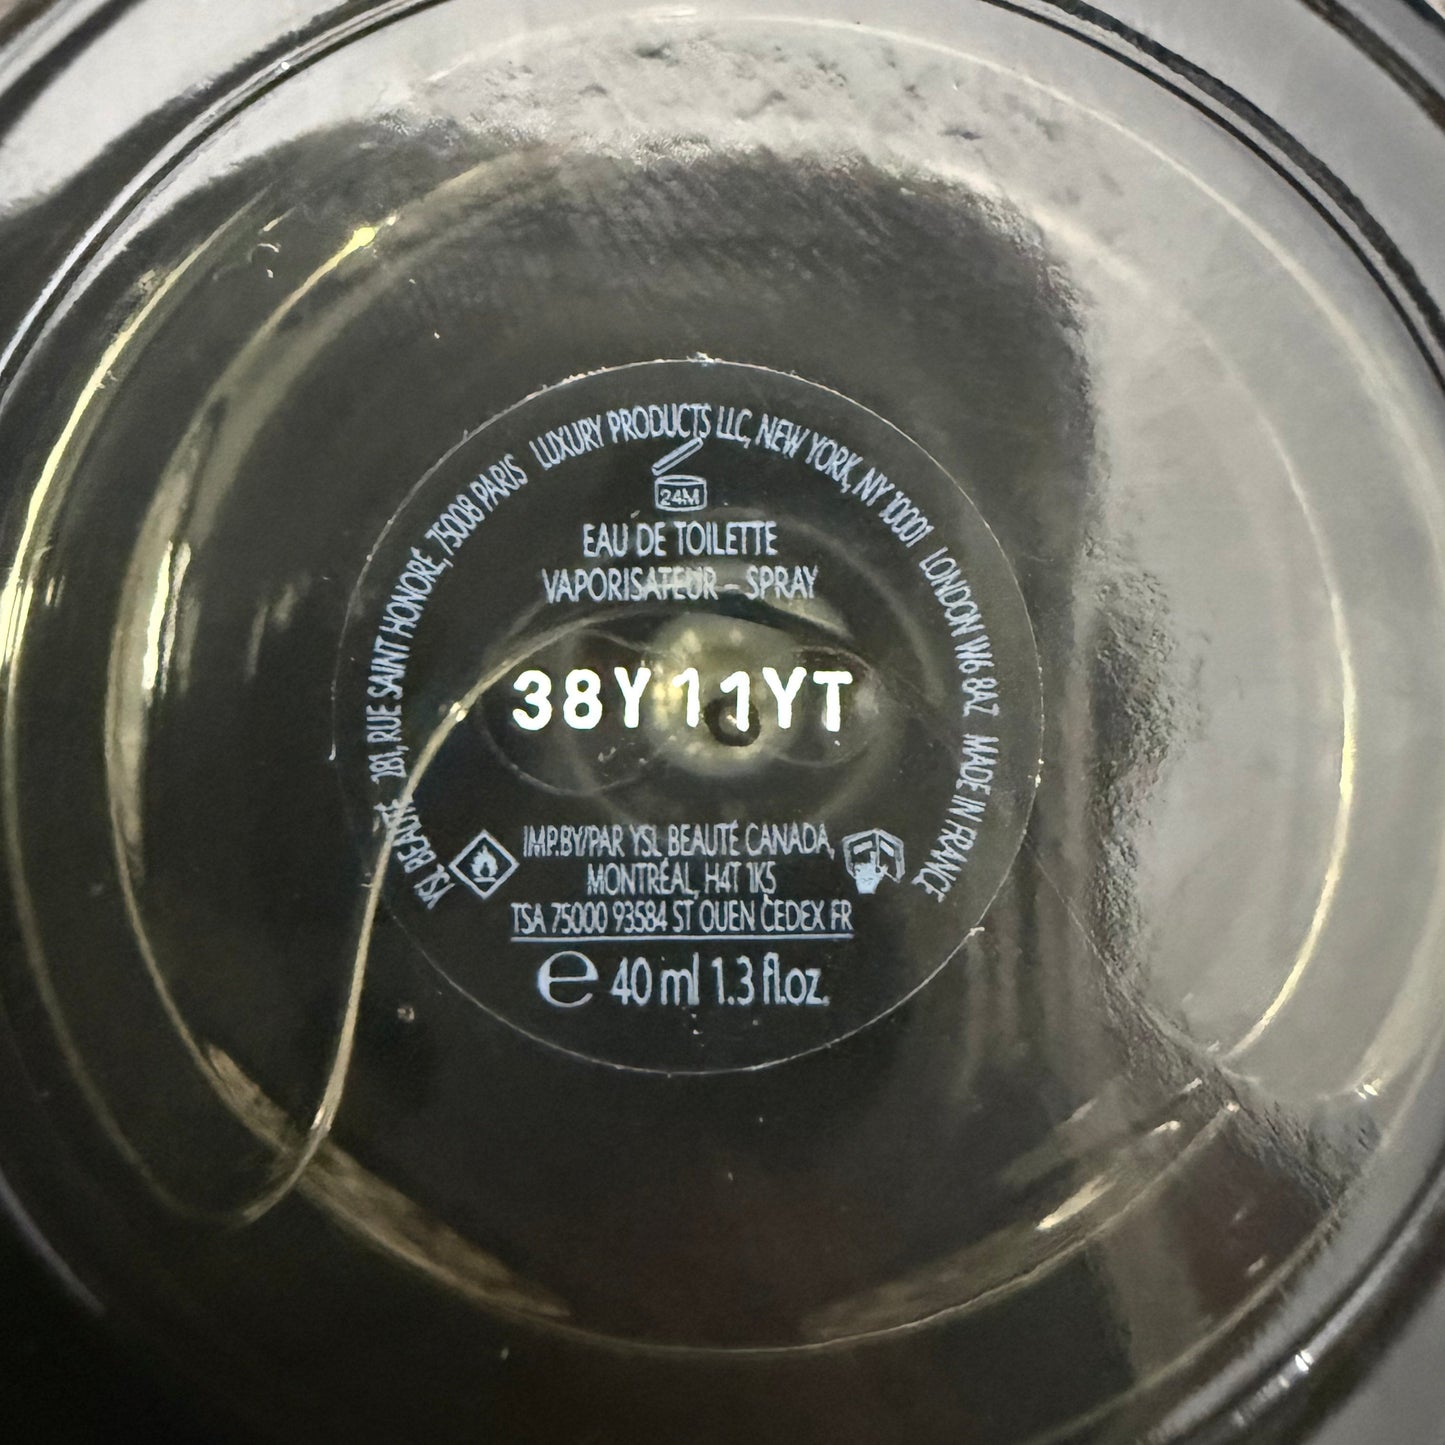 YSL BEAUTÉ 281, RUE SAINT HONORÉ, 75008 PARIS LUXURY PRODUCTS LLC, NEW YORK, NY 10001 LONDON W6 8AZ MADE IN FRANCE
24M
EAU DE TOILETTE
VAPORISATEUR - SPRAY
38Y11YT
IMP.BY/PAR YSL BEAUTÉ CANADA,
MONTRÉAL, H4T 1K5
TSA 75000 93584 ST OUEN CEDEX FR
e 40 ml 1.3 fl.oz.